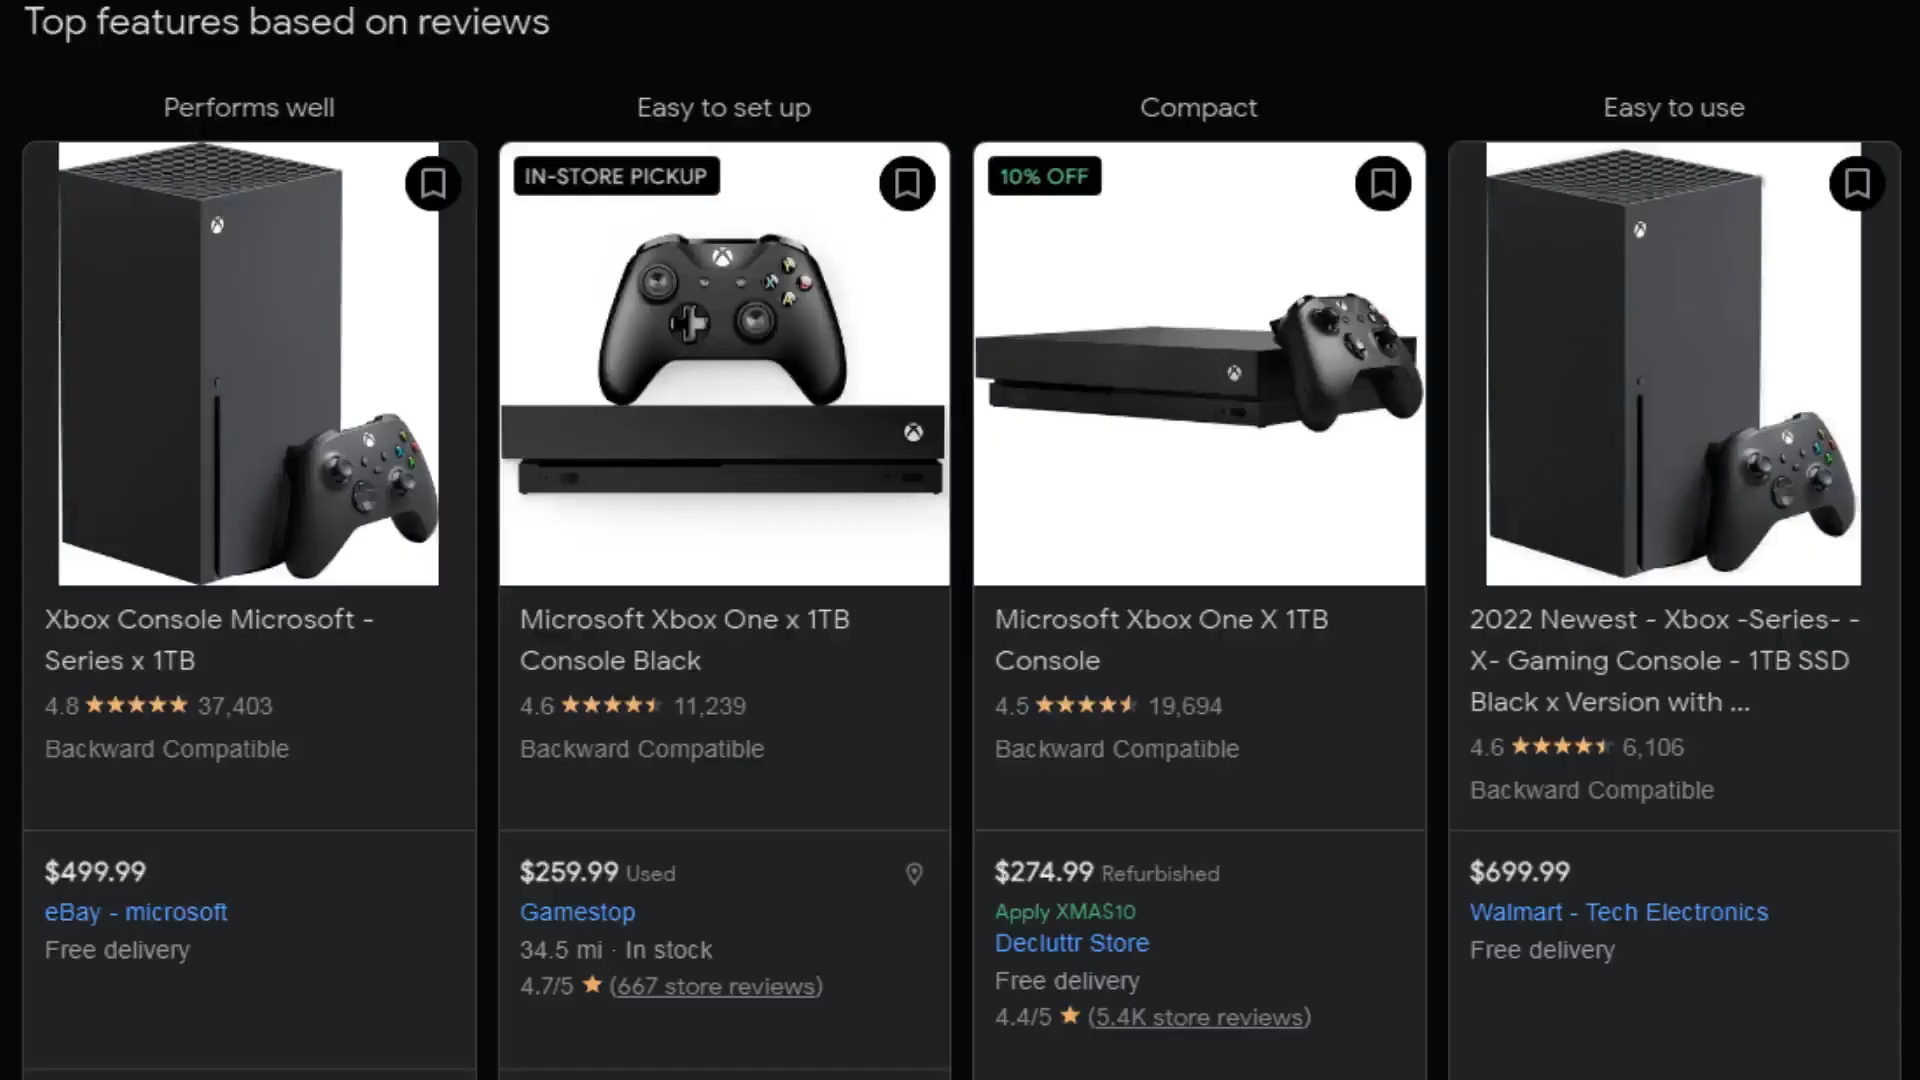 Top features based on reviews
Performs well
Easy to set up
Compact
Easy to use
IN-STORE PICKUP
10% OFF
Xbox Console Microsoft -
Series x 1TB
4.8 37,403
Backward Compatible
$499.99
eBay - microsoft
Free delivery
Microsoft Xbox One x 1TB
Console Black
4.6 11,239
Backward Compatible
$259.99 Used
Gamestop
34.5 mi · In stock
4.7/5 (667 store reviews)
Microsoft Xbox One X 1TB
Console
4.5 19,694
Backward Compatible
$274.99 Refurbished
Apply XMAS10
Decluttr Store
Free delivery
4.4/5 (5.4K store reviews)
2022 Newest - Xbox -Series- -
X- Gaming Console - 1TB SSD
Black x Version with ...
4.6 6,106
Backward Compatible
$699.99
Walmart - Tech Electronics
Free delivery